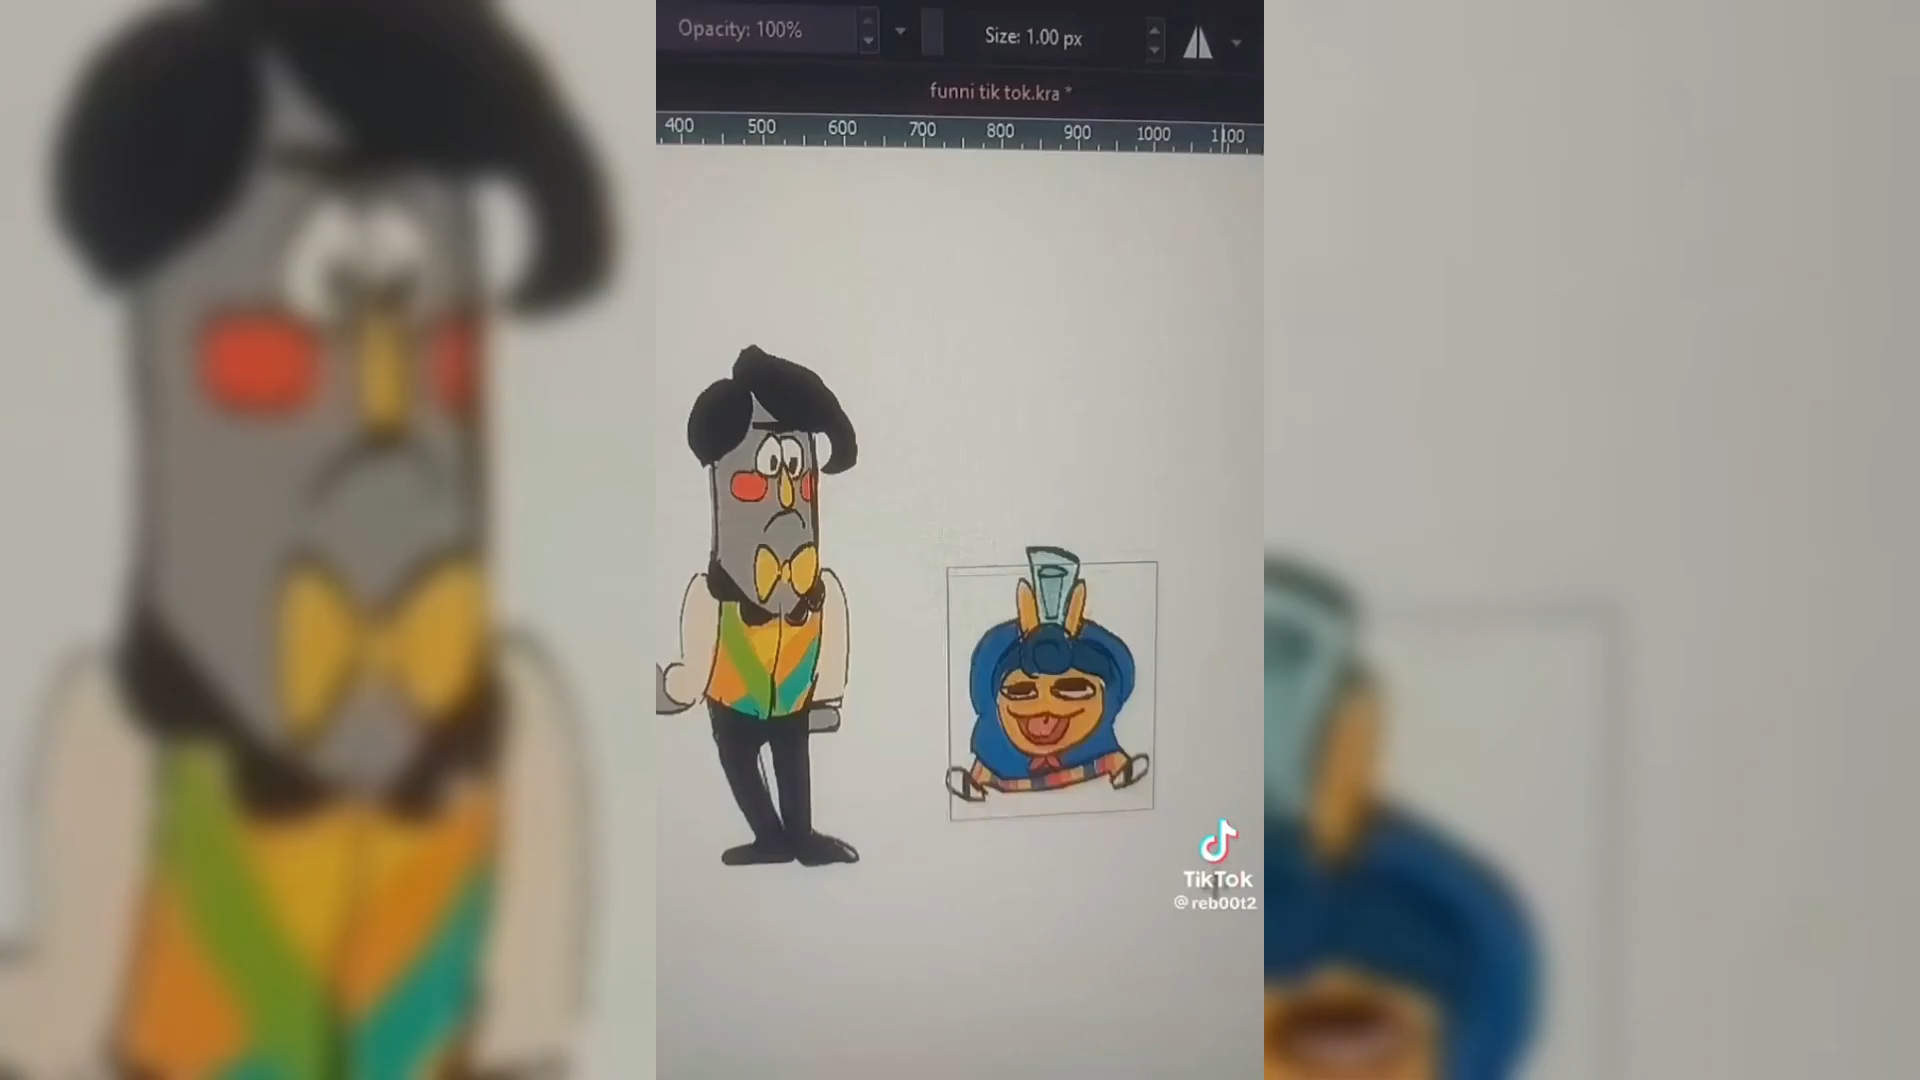 Opacity: 100%
Size: 1.00 px
funni tik tok.kra *
400 500 600 700 800 900 1000 1100
TikTok
@reb00t2